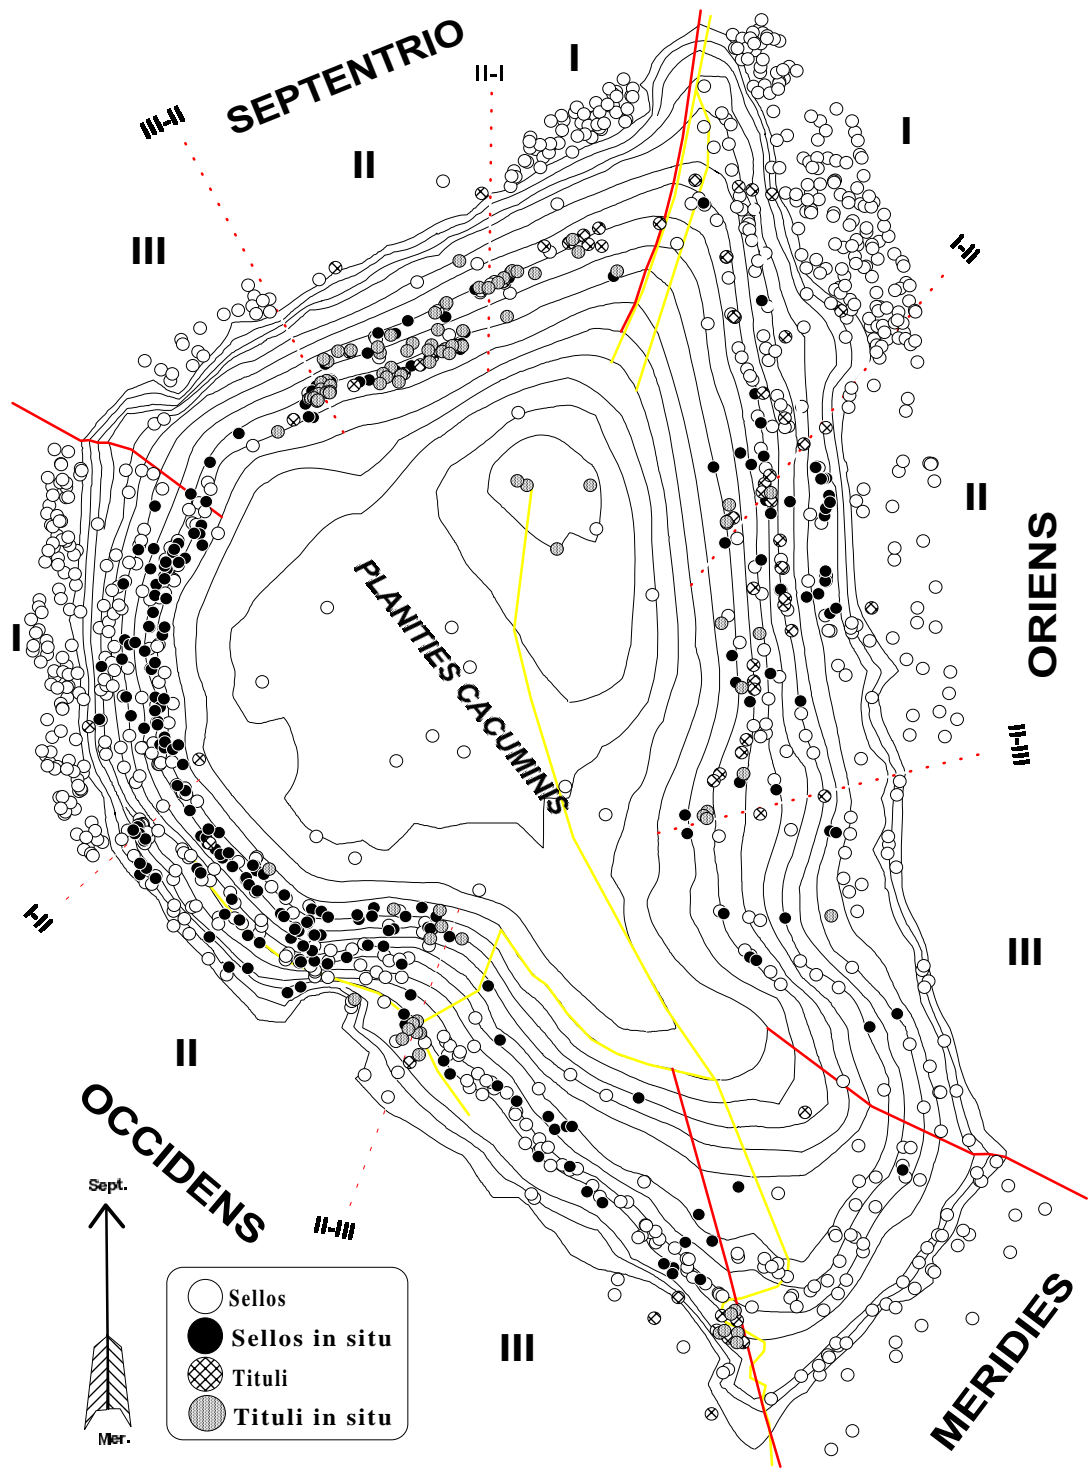 SEPTENTRIO
I
II-I
III-II
II
III
I
I-II
II
ORIENS
PLANITIES CACUMINIS
I
II-III
I-II
III
II
OCCIDENS
Sept.
II-III
Mer.
Sellos
Sellos in situ
Tituli
Tituli in situ
III
MERIDIES